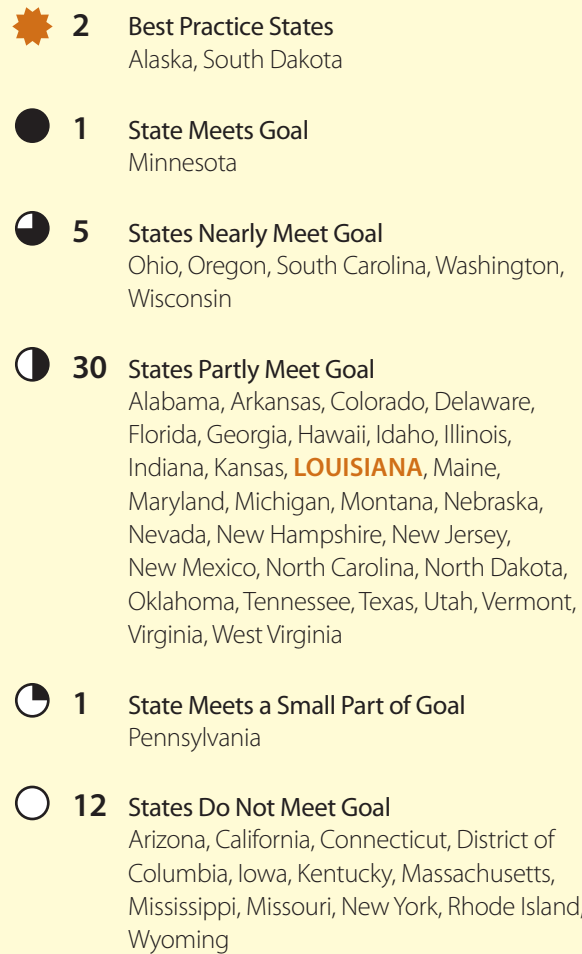 2 Best Practice States
Alaska, South Dakota
1 State Meets Goal
Minnesota
5 States Nearly Meet Goal
Ohio, Oregon, South Carolina, Washington,
Wisconsin
30 States Partly Meet Goal
Alabama, Arkansas, Colorado, Delaware,
Florida, Georgia, Hawaii, Idaho, Illinois,
Indiana, Kansas, LOUISIANA, Maine,
Maryland, Michigan, Montana, Nebraska,
Nevada, New Hampshire, New Jersey,
New Mexico, North Carolina, North Dakota,
Oklahoma, Tennessee, Texas, Utah, Vermont,
Virginia, West Virginia
1 State Meets a Small Part of Goal
Pennsylvania
12 States Do Not Meet Goal
Arizona, California, Connecticut, District of
Columbia, Iowa, Kentucky, Massachusetts,
Mississippi, Missouri, New York, Rhode Island,
Wyoming